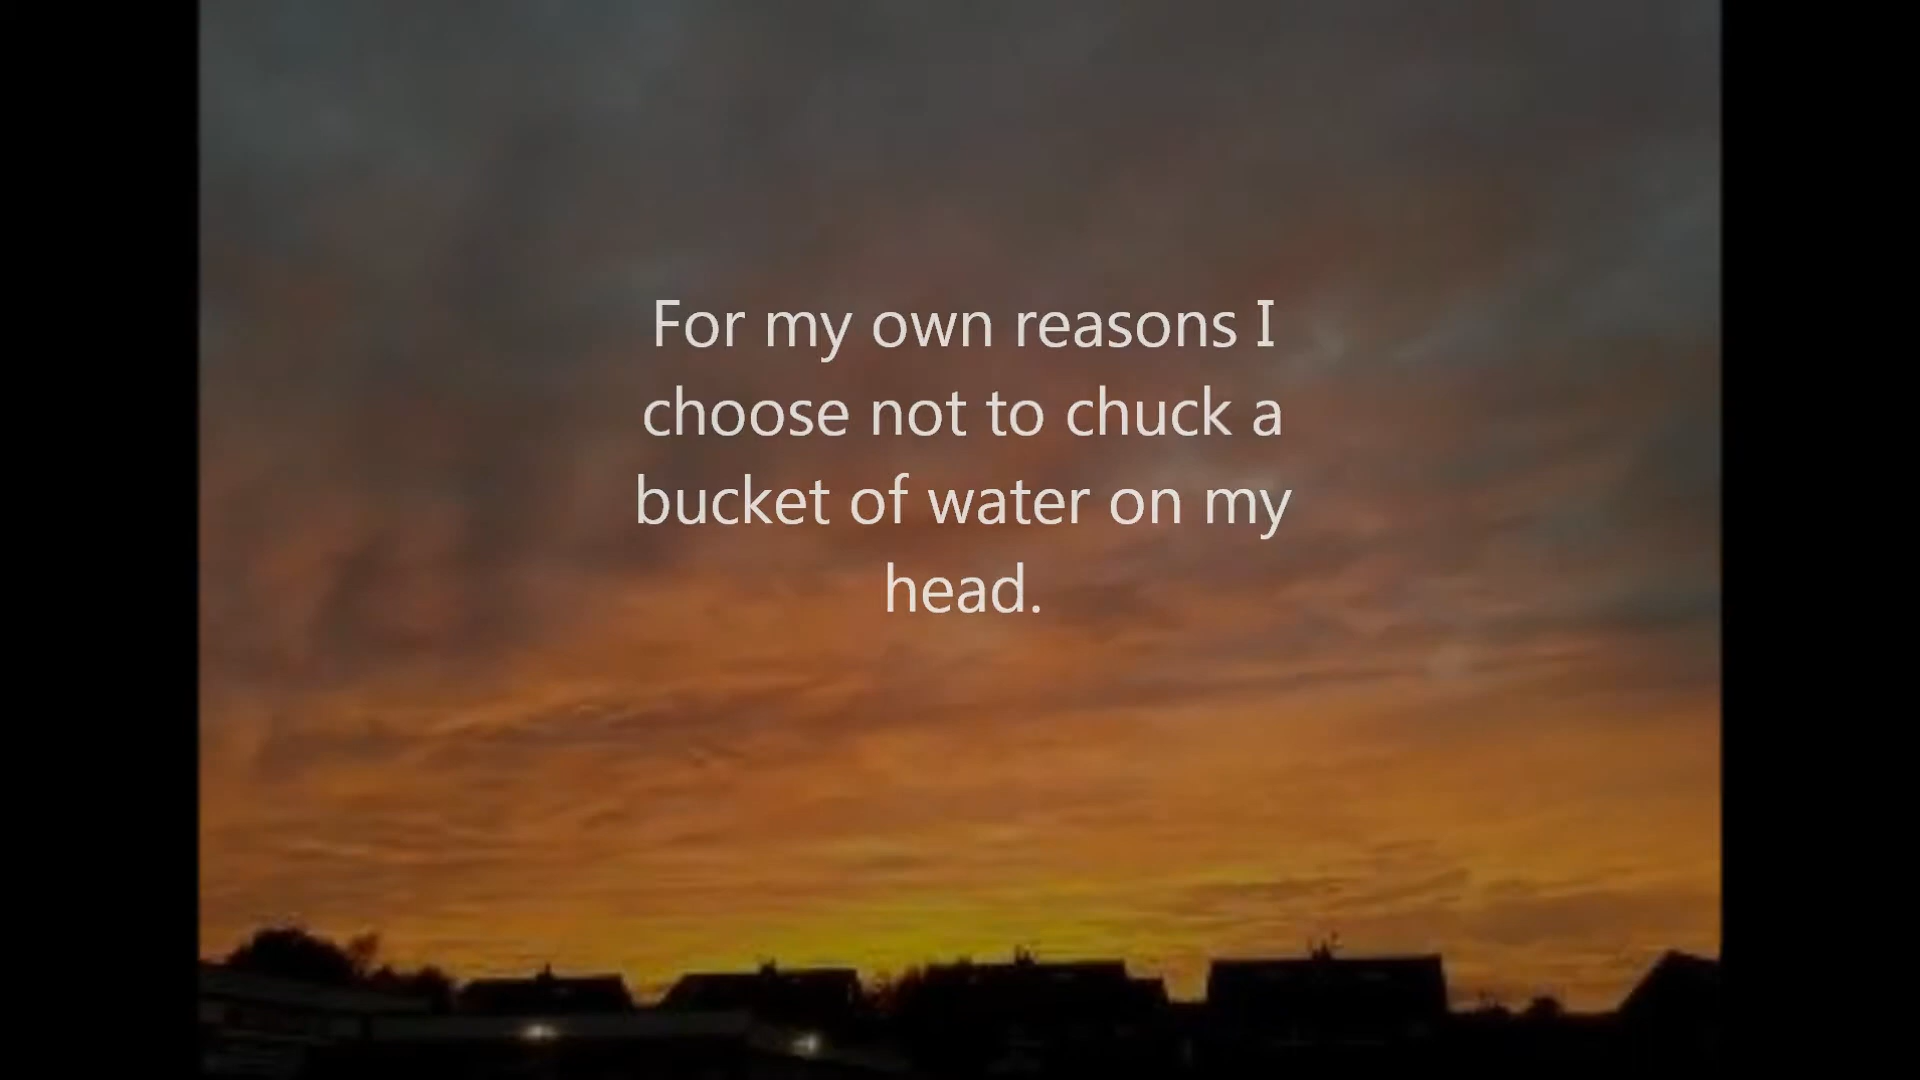 For my own reasons I
choose not to chuck a
bucket of water on my
head.